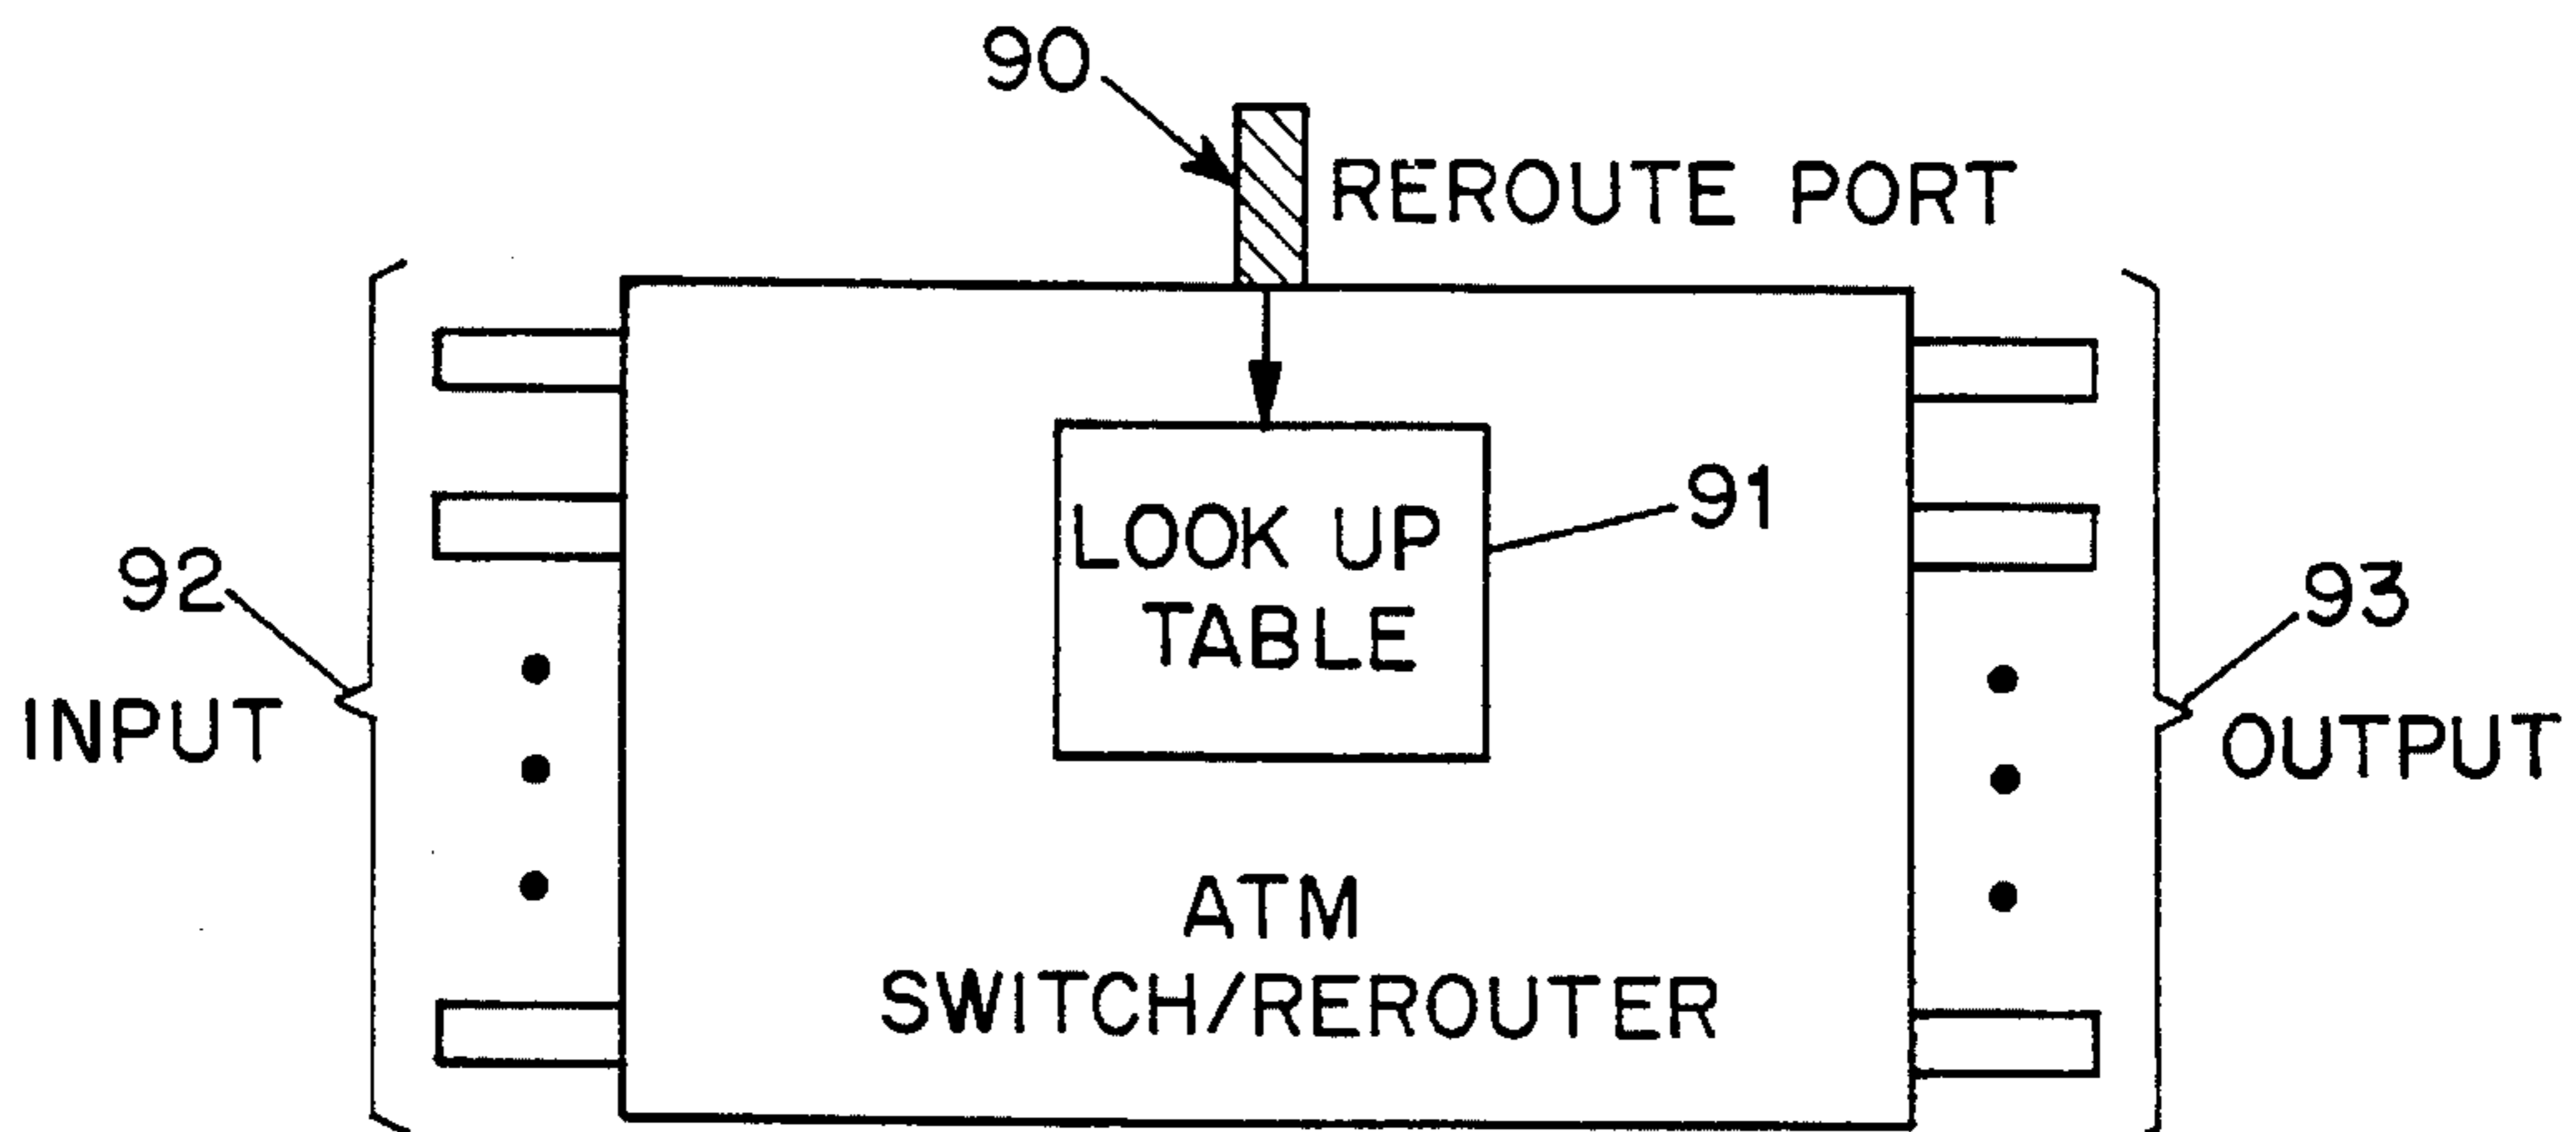 90
REROUTE PORT
LOOK UP
TABLE
91
92
INPUT
93
OUTPUT
ATM
SWITCH/REROUTER